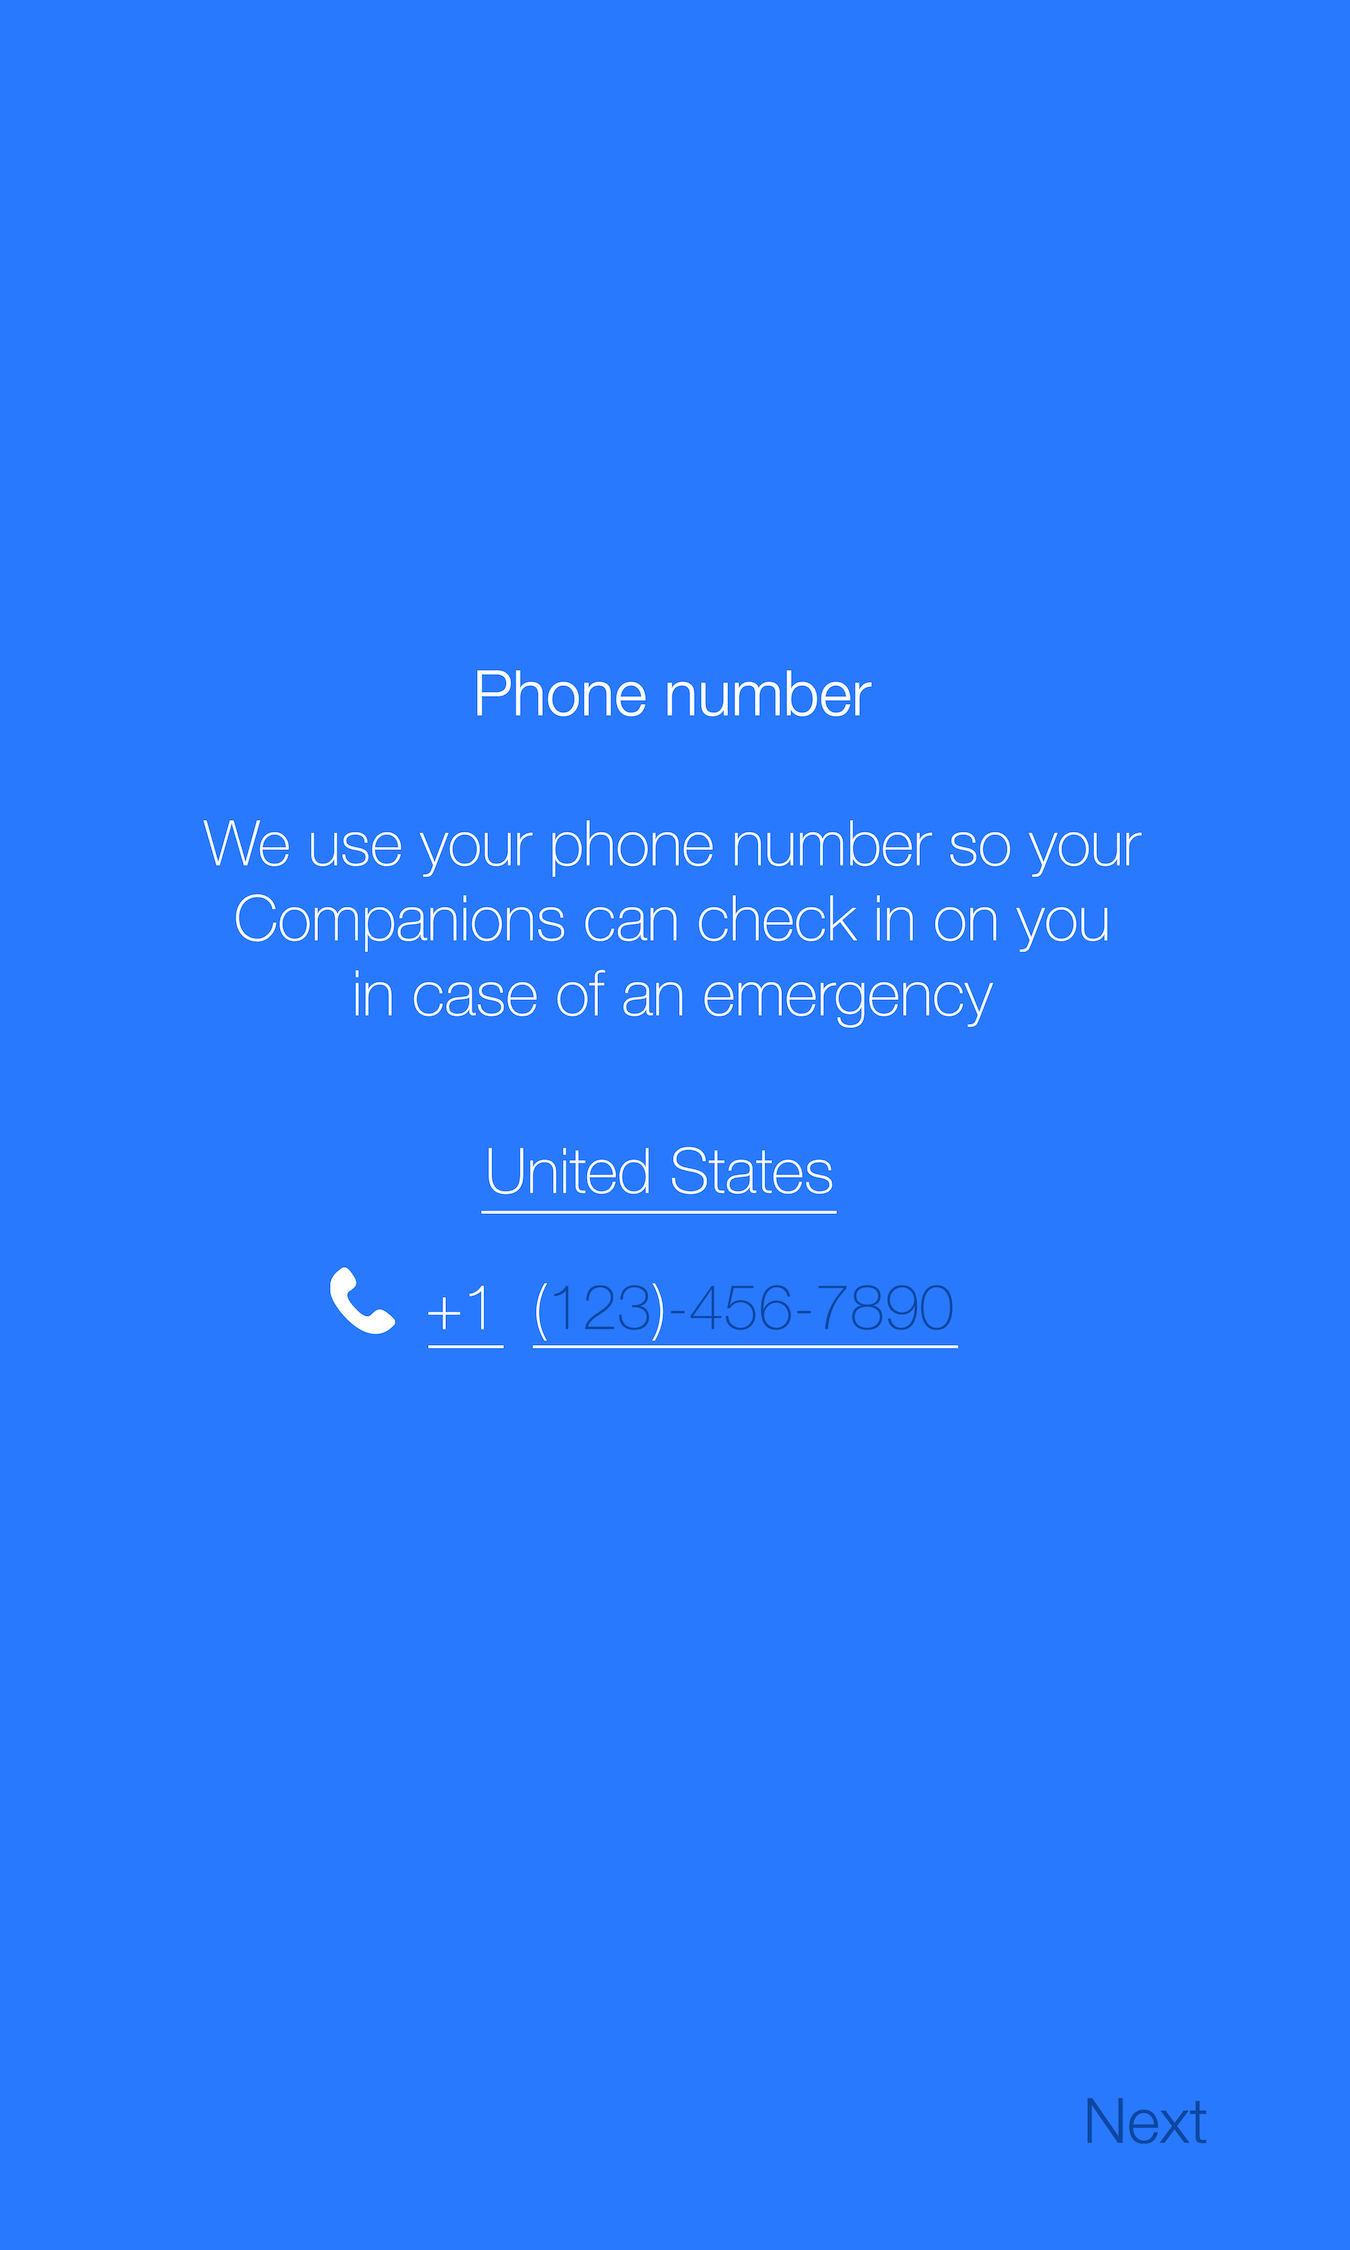 Phone number
We use your phone number so your
Companions can check in on you
in case of an emergency
United States
+1 (123)-456-7890
Next